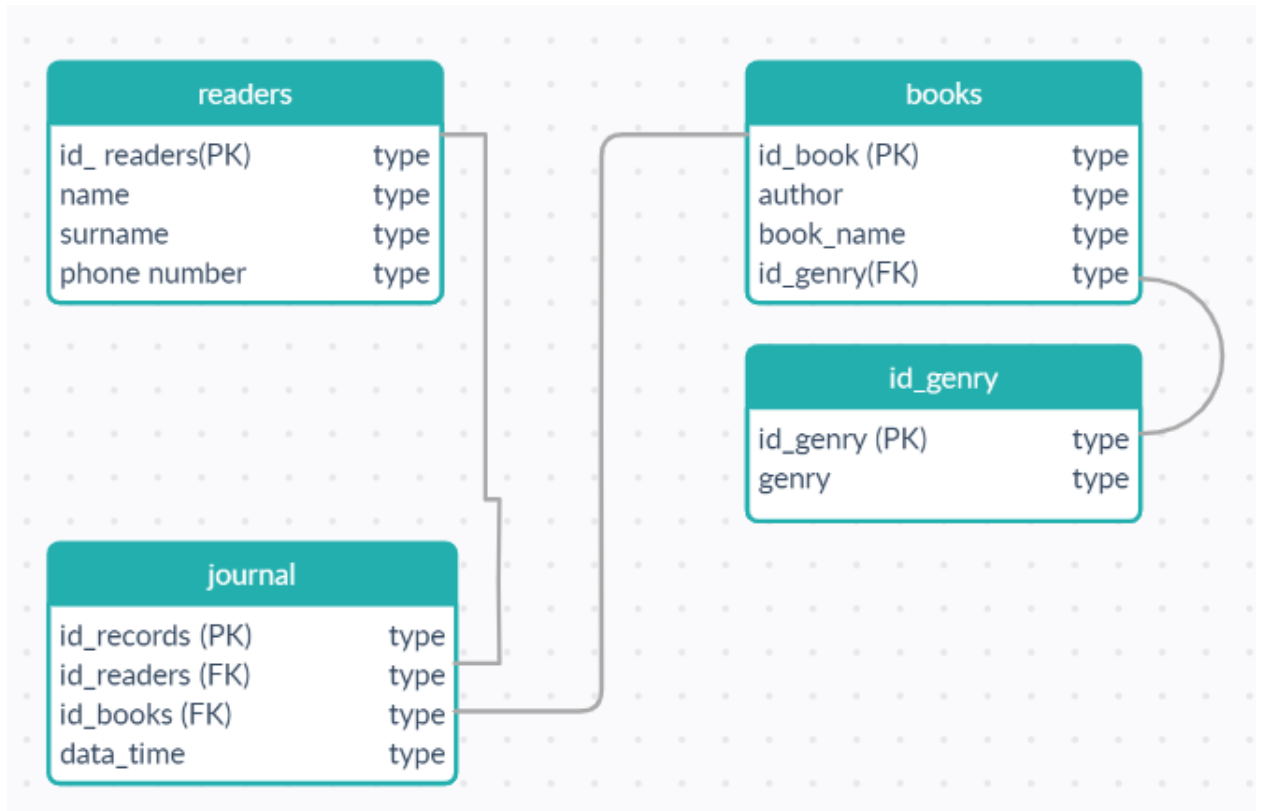 readers
id_ readers(PK) type
name type
surname type
phone number type
books
id_book (PK) type
author type
book_name type
id_genry(FK) type
id_genry
id_genry (PK) type
genry type
journal
id_records (PK) type
id_readers (FK) type
id_books (FK) type
data_time type